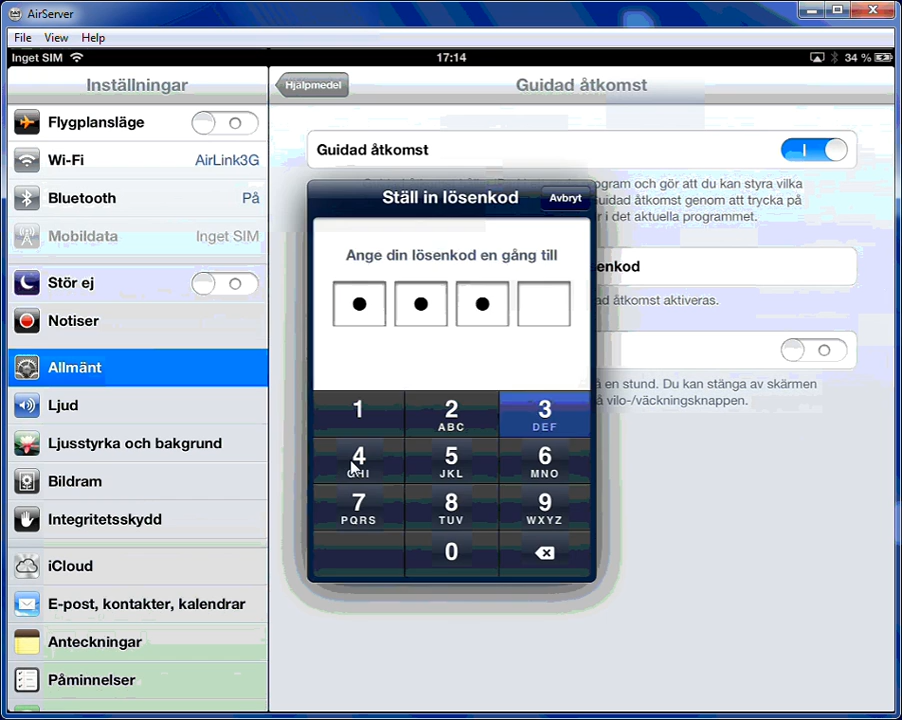 AirServer
File View Help
Inget SIM 17:14 34 %
Inställningar
Hjälpmedel
Guidad åtkomst
Flygplansläge
Wi-Fi AirLink3G
Bluetooth På
Mobildata Inget SIM
Stör ej
Notiser
Allmänt
Ljud
Ljusstyrka och bakgrund
Bildram
Integritetsskydd
iCloud
E-post, kontakter, kalendrar
Anteckningar
Påminnelser
Guidad åtkomst
program och gör att du kan styra vilka
Guidad åtkomst genom att trycka på
r i det aktuella programmet.
senkod
ad åtkomst aktiveras.
å en stund. Du kan stänga av skärmen
å vilo-/väckningsknappen.
Ställ in lösenkod
Avbryt
Ange din lösenkod en gång till
1 2 3
ABC DEF
4 5 6
GHI JKL MNO
7 8 9
PQRS TUV WXYZ
0